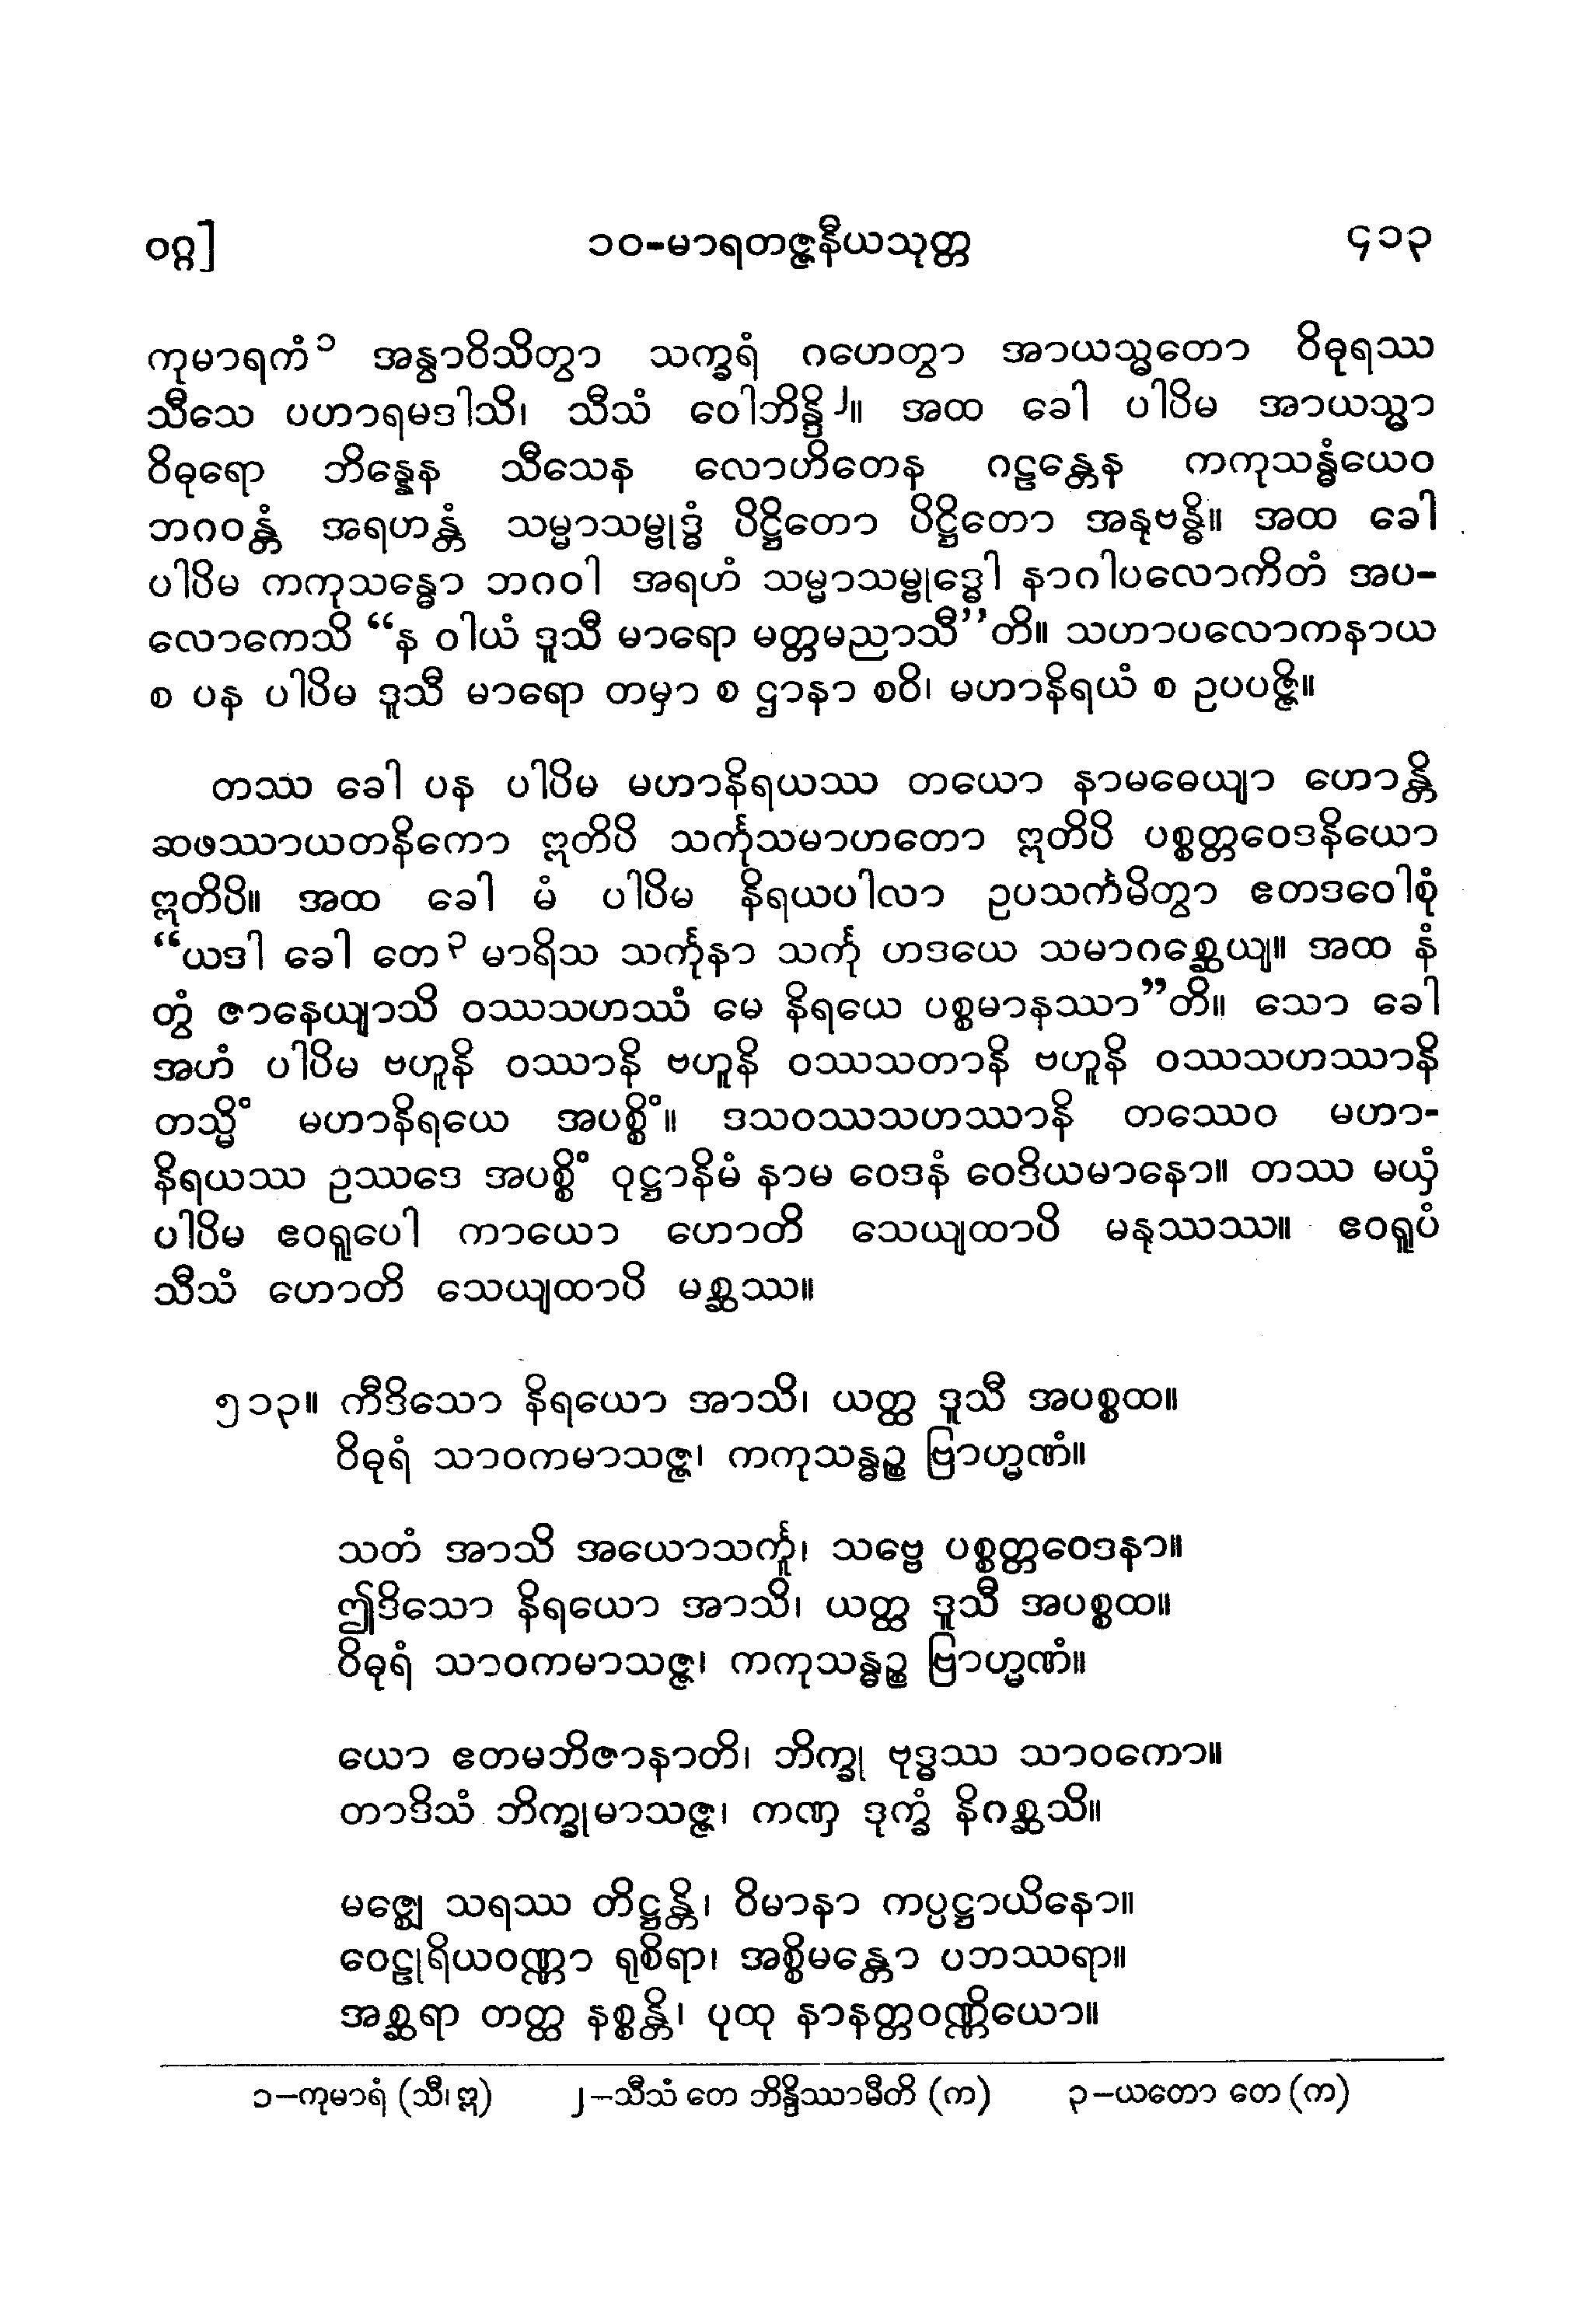 ၀ဂ္ဂ] ၁၀-မာရတဇ္ဇနီယသုတ္တ ၄၁၃
ကုမာရကံ၁ အန္ဝာဝိသိတွာ သက္ခရံ ဂဟေတွာ အာယသ္မတော ဝိဓုရဿ
သီသေ ပဟာရမဒါသိ၊ သီသံ ဝေါဘိန္ဒိ၂။ အထ ခေါ ပါပိမ အာယသ္မာ
ဝိဓုရော ဘိန္နေန သီသေန လောဟိတေန ဂဠန္တေန ကကုသန္ဓံယေဝ
ဘဂဝန္တံ အရဟန္တံ သမ္မာသမ္ဗုဒ္ဓံ ပိဋ္ဌိတော ပိဋ္ဌိတော အနုဗန္ဓိ။ အထ ခေါ
ပါပိမ ကကုသန္ဓော ဘဂဝါ အရဟံ သမ္မာသမ္ဗုဒ္ဓေါ နာဂါပလောကိတံ အပ-
လောကေသိ “န ဝါယံ ဒူသီ မာရော မတ္တမညာသီ”တိ။ သဟာပလောကနာယ
စ ပန ပါပိမ ဒူသီ မာရော တမှာ စ ဌာနာ စဝိ၊ မဟာနိရယံ စ ဥပပဇ္ဇိ။
တဿ ခေါ ပန ပါပိမ မဟာနိရယဿ တယော နာမဓေယျာ ဟောန္တိ
ဆဖဿာယတနိကော ဣတိပိ သင်္ကုသမာဟတော ဣတိပိ ပစ္စတ္တဝေဒနိယော
ဣတိပိ။ အထ ခေါ မံ ပါပိမ နိရယပါလာ ဥပသင်္ကမိတွာ ဧတဒဝေါစုံ
“ယဒါ ခေါ တေ၃ မာရိသ သင်္ကုနာ သင်္ကု ဟဒယေ သမာဂစ္ဆေယျ။ အထ နံ
တွံ ဇာနေယျာသိ ဝဿသဟဿံ မေ နိရယေ ပစ္စမာနဿာ”တိ။ သော ခေါ
အဟံ ပါပိမ ဗဟူနိ ဝဿာနိ ဗဟူနိ ဝဿသတာနိ ဗဟူနိ ဝဿသဟဿာနိ
တသ္မိံ မဟာနိရယေ အပစ္စိံ။ ဒသဝဿသဟဿာနိ တဿေဝ မဟာ-
နိရယဿ ဥဿဒေ အပစ္စိံ ဝုဋ္ဌာနိမံ နာမ ဝေဒနံ ဝေဒိယမာနော။ တဿ မယှံ
ပါပိမ ဧဝရူပေါ ကာယော ဟောတိ သေယျထာပိ မနုဿဿ။ ဧဝရူပံ
သီသံ ဟောတိ သေယျထာပိ မစ္ဆဿ။
၅၁၃။ ကီဒိသော နိရယော အာသိ၊ ယတ္ထ ဒူသီ အပစ္စထ။
ဝိဓုရံ သာဝကမာသဇ္ဇ၊ ကကုသန္ဓဉ္စ ဗြာဟ္မဏံ။
သတံ အာသိ အယောသင်္ကူ၊ သဗ္ဗေ ပစ္စတ္တဝေဒနာ။
ဤဒိသော နိရယော အာသိ၊ ယတ္ထ ဒူသီ အပစ္စထ။
ဝိဓုရံ သာဝကမာသဇ္ဇ၊ ကကုသန္ဓဉ္စ ဗြာဟ္မဏံ။
ယော ဧတမဘိဇာနာတိ၊ ဘိက္ခု ဗုဒ္ဓဿ သာဝကော။
တာဒိသံ ဘိက္ခုမာသဇ္ဇ၊ ကဏှ ဒုက္ခံ နိဂစ္ဆသိ။
မဇ္ဈေ သရဿ တိဋ္ဌန္တိ၊ ဝိမာနာ ကပ္ပဋ္ဌာယိနော။
ဝေဠုရိယဝဏ္ဏာ ရုစိရာ၊ အစ္စိမန္တော ပဘဿရာ။
အစ္ဆရာ တတ္ထ နစ္စန္တိ၊ ပုထု နာနတ္တဝဏ္ဏိယော။
၁-ကုမာရံ (သီ၊ ဣ) ၂-သီသံ တေ ဘိန္ဒိဿာမီတိ (က) ၃-ယတော တေ (က)